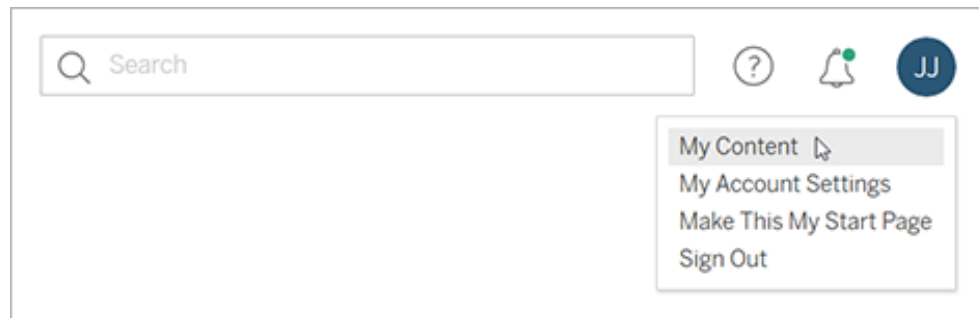 Search
?
JJ
My Content
My Account Settings
Make This My Start Page
Sign Out